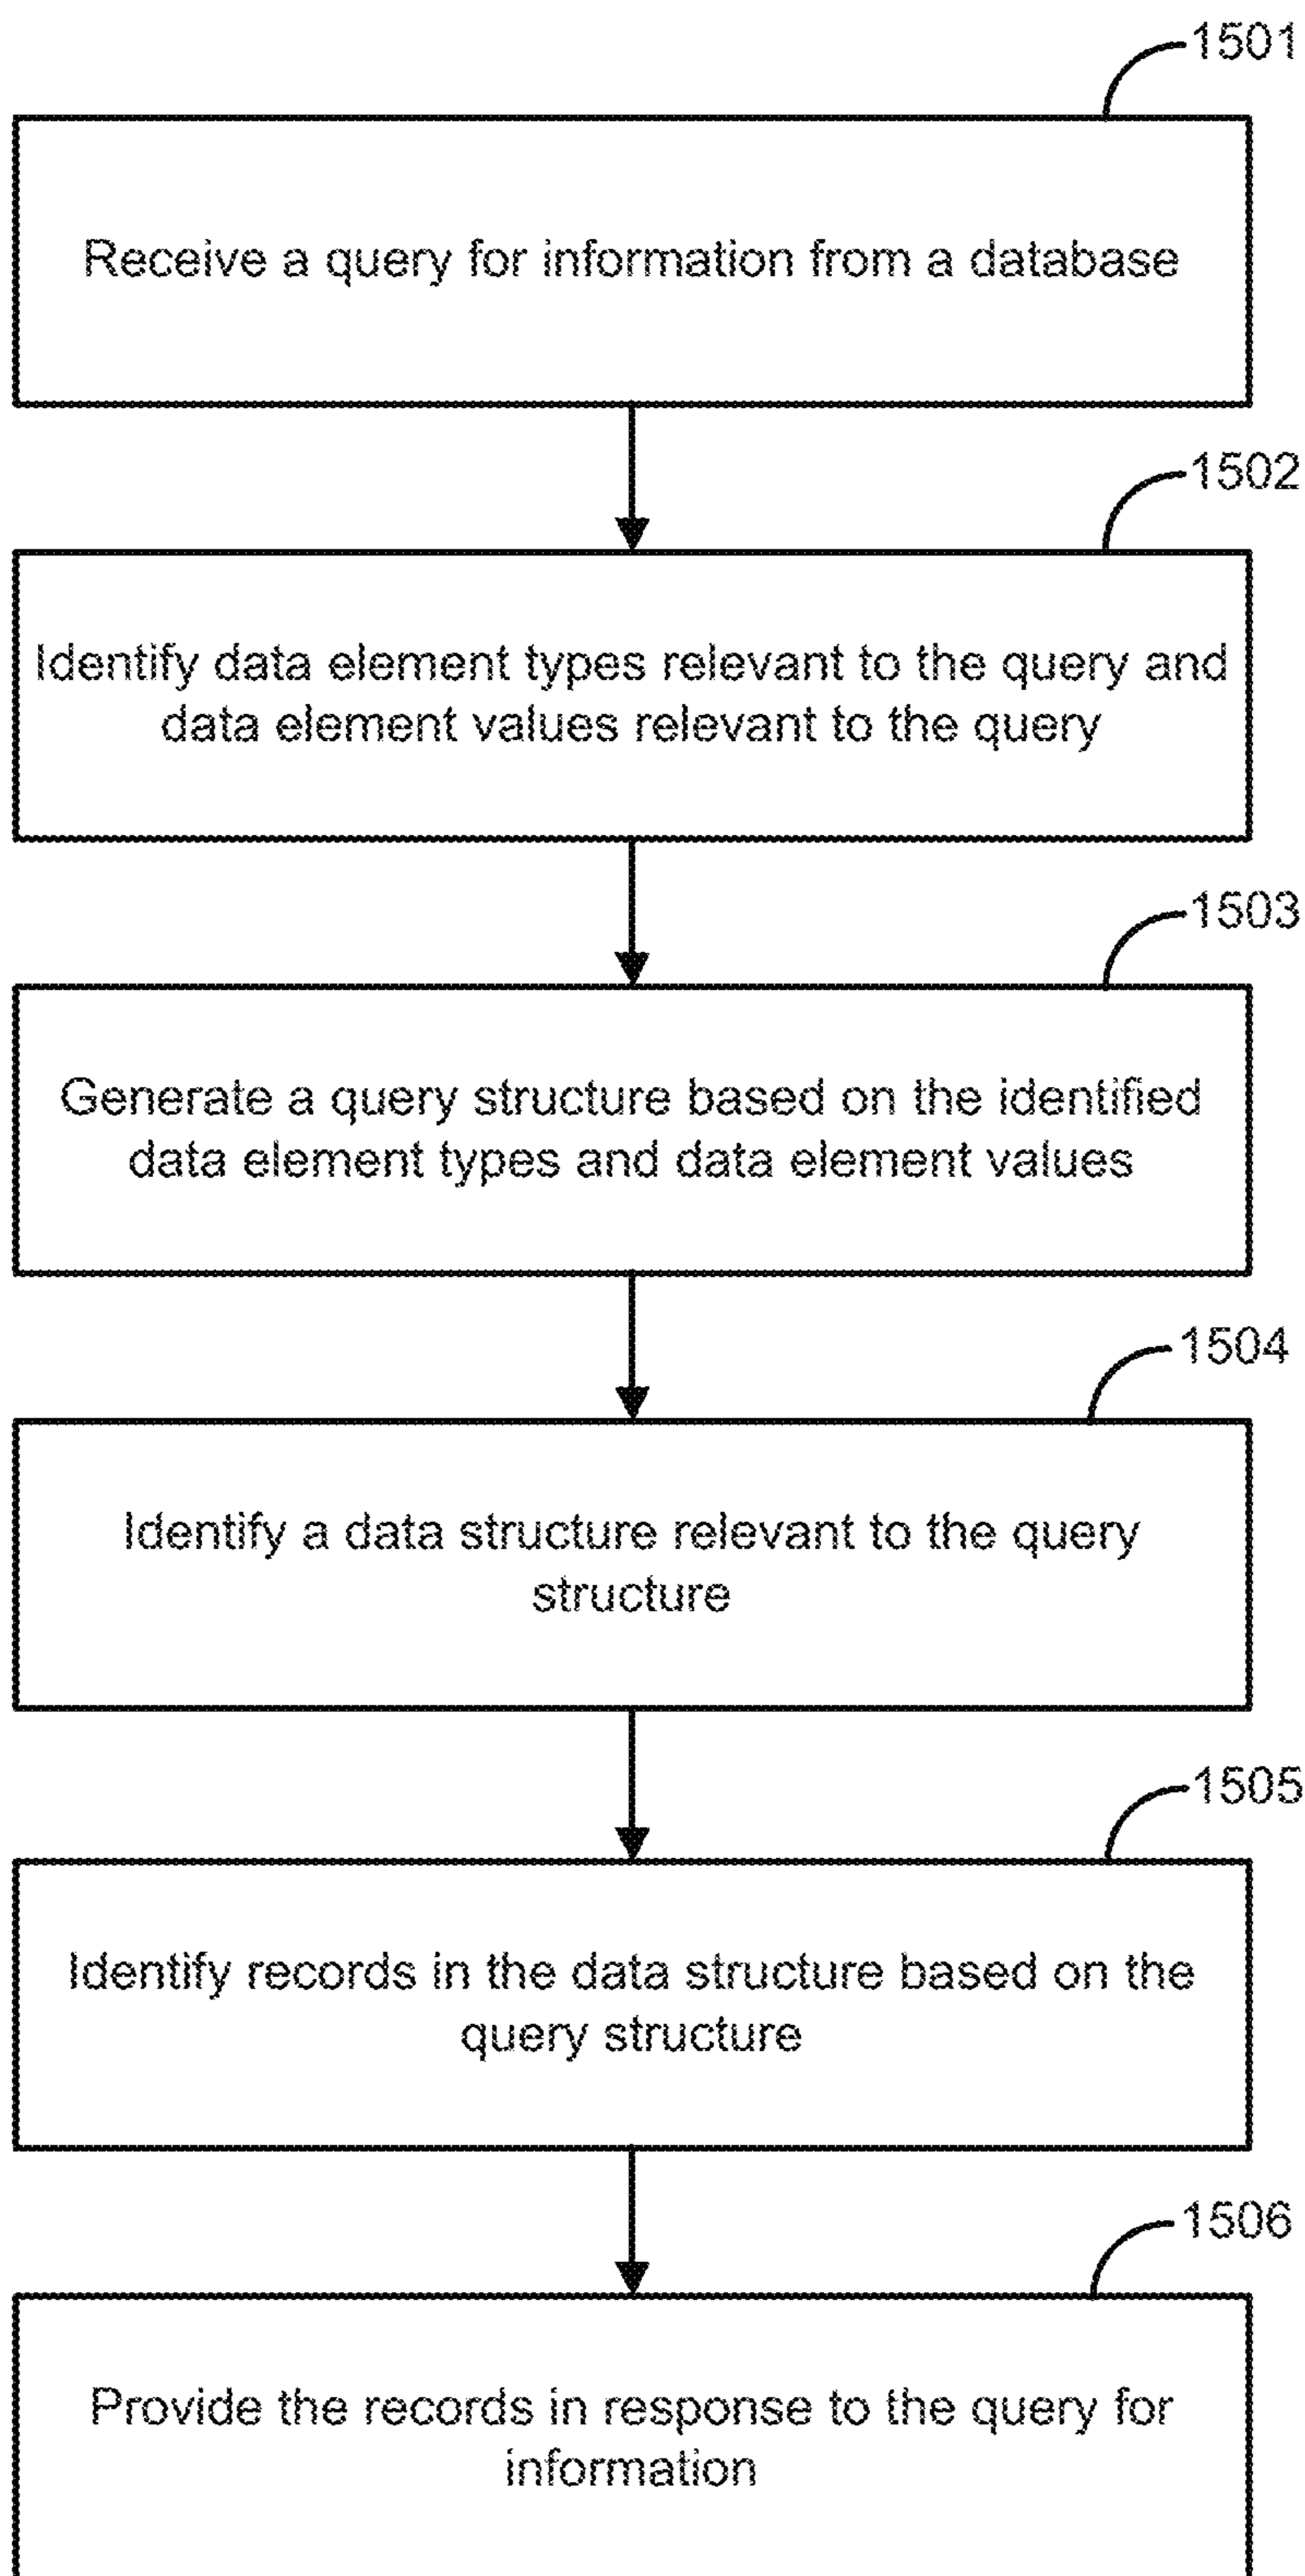 1501
Receive a query for information from a database
1502
Identify data element types relevant to the query and
data element values relevant to the query
1503
Generate a query structure based on the identified
data element types and data element values
1504
Identify a data structure relevant to the query
structure
1505
Identify records in the data structure based on the
query structure
1506
Provide the records in response to the query for
information